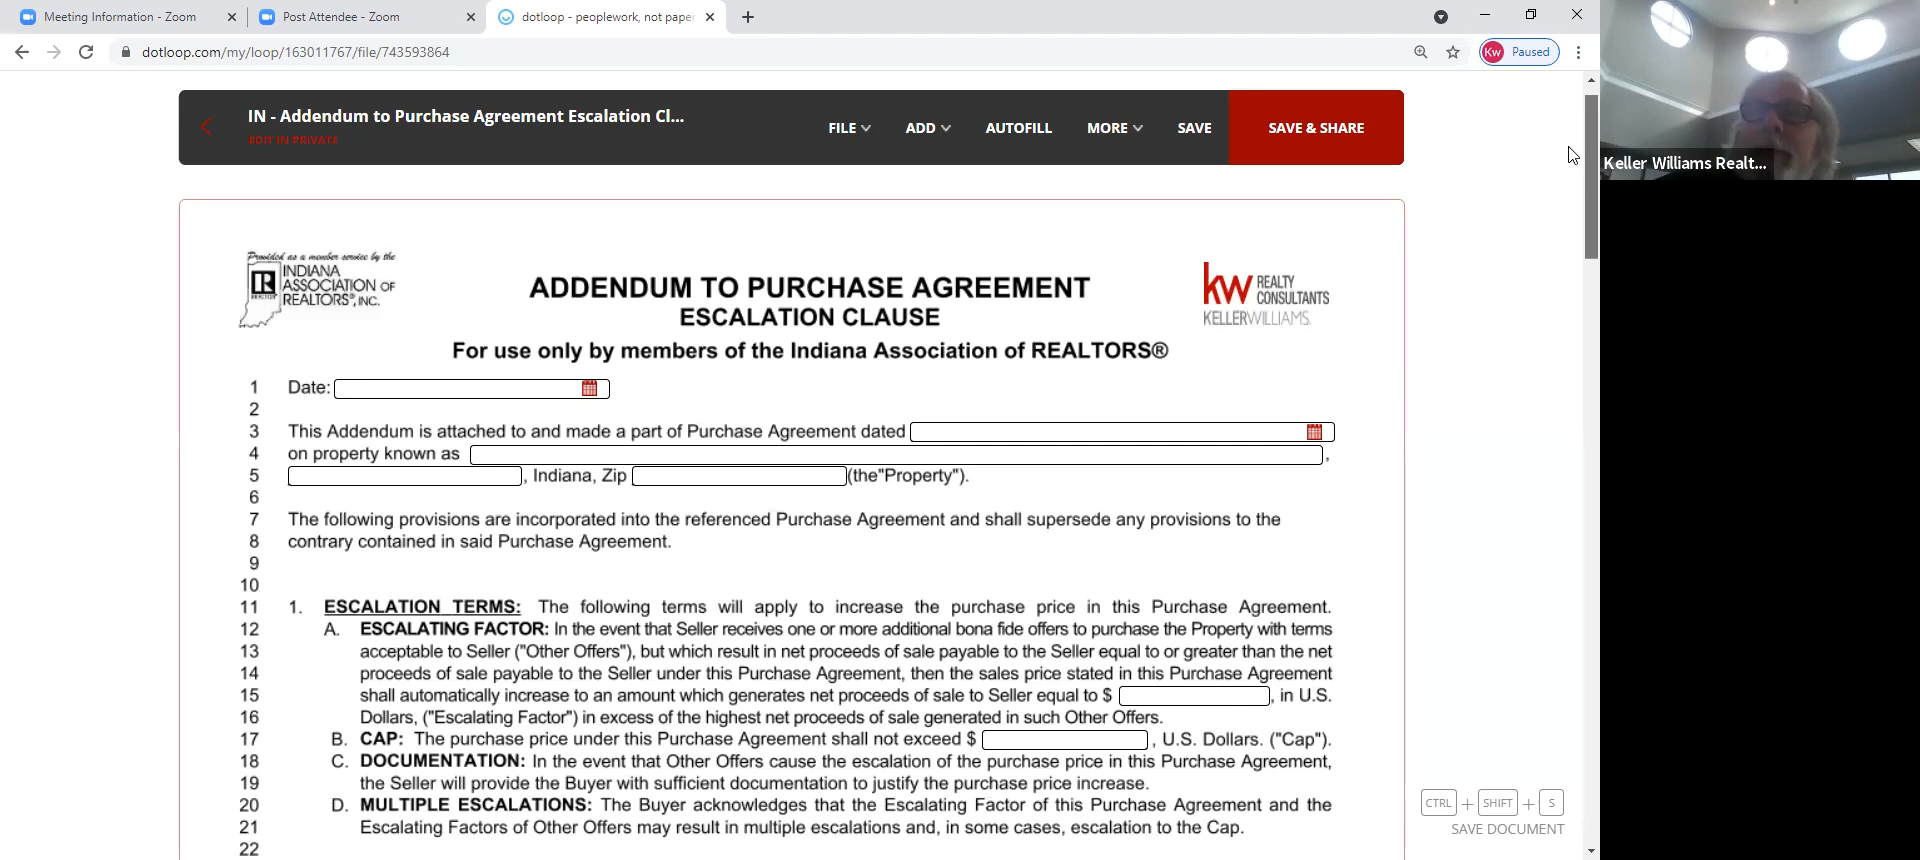 Meeting Information - Zoom
Post Attendee - Zoom
dotloop - peoplework, not paper
dotloop.com/my/loop/163011767/file/743593864
Kw Paused
IN - Addendum to Purchase Agreement Escalation Cl...
EDIT IN PRIVATE
FILE
ADD
AUTOFILL
MORE
SAVE
SAVE & SHARE
Keller Williams Realt...
Provided as a member service by the
INDIANA
ASSOCIATION OF
REALTORS®, INC.
R
REALTOR
kw REALTY
CONSULTANTS
KELLERWILLIAMS.
ADDENDUM TO PURCHASE AGREEMENT
ESCALATION CLAUSE
For use only by members of the Indiana Association of REALTORS®
1 Date:
2
3 This Addendum is attached to and made a part of Purchase Agreement dated
4 on property known as ,
5 , Indiana, Zip (the"Property").
6
7 The following provisions are incorporated into the referenced Purchase Agreement and shall supersede any provisions to the
8 contrary contained in said Purchase Agreement.
9
10
11 1. ESCALATION TERMS: The following terms will apply to increase the purchase price in this Purchase Agreement.
12 A. ESCALATING FACTOR: In the event that Seller receives one or more additional bona fide offers to purchase the Property with terms
13 acceptable to Seller ("Other Offers"), but which result in net proceeds of sale payable to the Seller equal to or greater than the net
14 proceeds of sale payable to the Seller under this Purchase Agreement, then the sales price stated in this Purchase Agreement
15 shall automatically increase to an amount which generates net proceeds of sale to Seller equal to $ , in U.S.
16 Dollars, ("Escalating Factor") in excess of the highest net proceeds of sale generated in such Other Offers.
17 B. CAP: The purchase price under this Purchase Agreement shall not exceed $ , U.S. Dollars. ("Cap").
18 C. DOCUMENTATION: In the event that Other Offers cause the escalation of the purchase price in this Purchase Agreement,
19 the Seller will provide the Buyer with sufficient documentation to justify the purchase price increase.
20 D. MULTIPLE ESCALATIONS: The Buyer acknowledges that the Escalating Factor of this Purchase Agreement and the
21 Escalating Factors of Other Offers may result in multiple escalations and, in some cases, escalation to the Cap.
22
CTRL + SHIFT + S
SAVE DOCUMENT